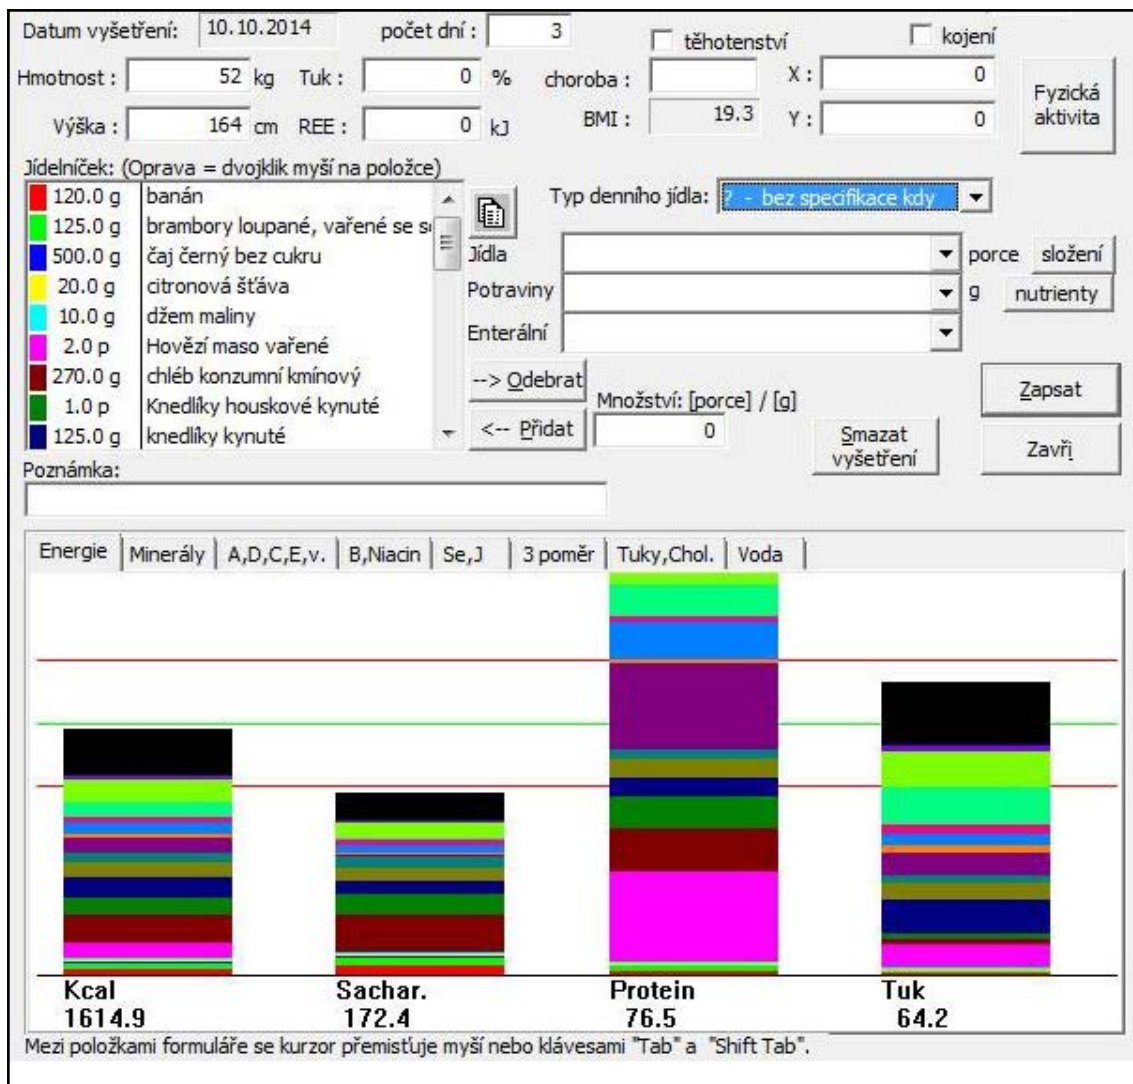 Datum vyšetření: 10.10.2014 počet dní : 3 těhotenství kojení
Hmotnost : 52 kg Tuk : 0 % choroba : X : 0
Výška : 164 cm REE : 0 kJ BMI : 19.3 Y : 0
Fyzická
aktivita
Jídelníček: (Oprava = dvojklik myší na položce)
120.0 g banán
125.0 g brambory loupané, vařené se s
500.0 g čaj černý bez cukru
20.0 g citronová šťáva
10.0 g džem maliny
2.0 p Hovězí maso vařené
270.0 g chléb konzumní kmínový
1.0 p Knedlíky houskové kynuté
125.0 g knedlíky kynuté
Typ denního jídla: ? - bez specifikace kdy
Jídla porce složení
Potraviny g nutrienty
Enterální
--> Odebrat
<-- Přidat
Množství: [porce] / [g]
0
Smazat
vyšetření
Zapsat
Zavři
Poznámka:
Energie Minerály A,D,C,E,v. B,Niacin Se,J 3 poměr Tuky,Chol. Voda
Kcal Sachar. Protein Tuk
1614.9 172.4 76.5 64.2
Mezi položkami formuláře se kurzor přemisťuje myší nebo klávesami "Tab" a "Shift Tab".